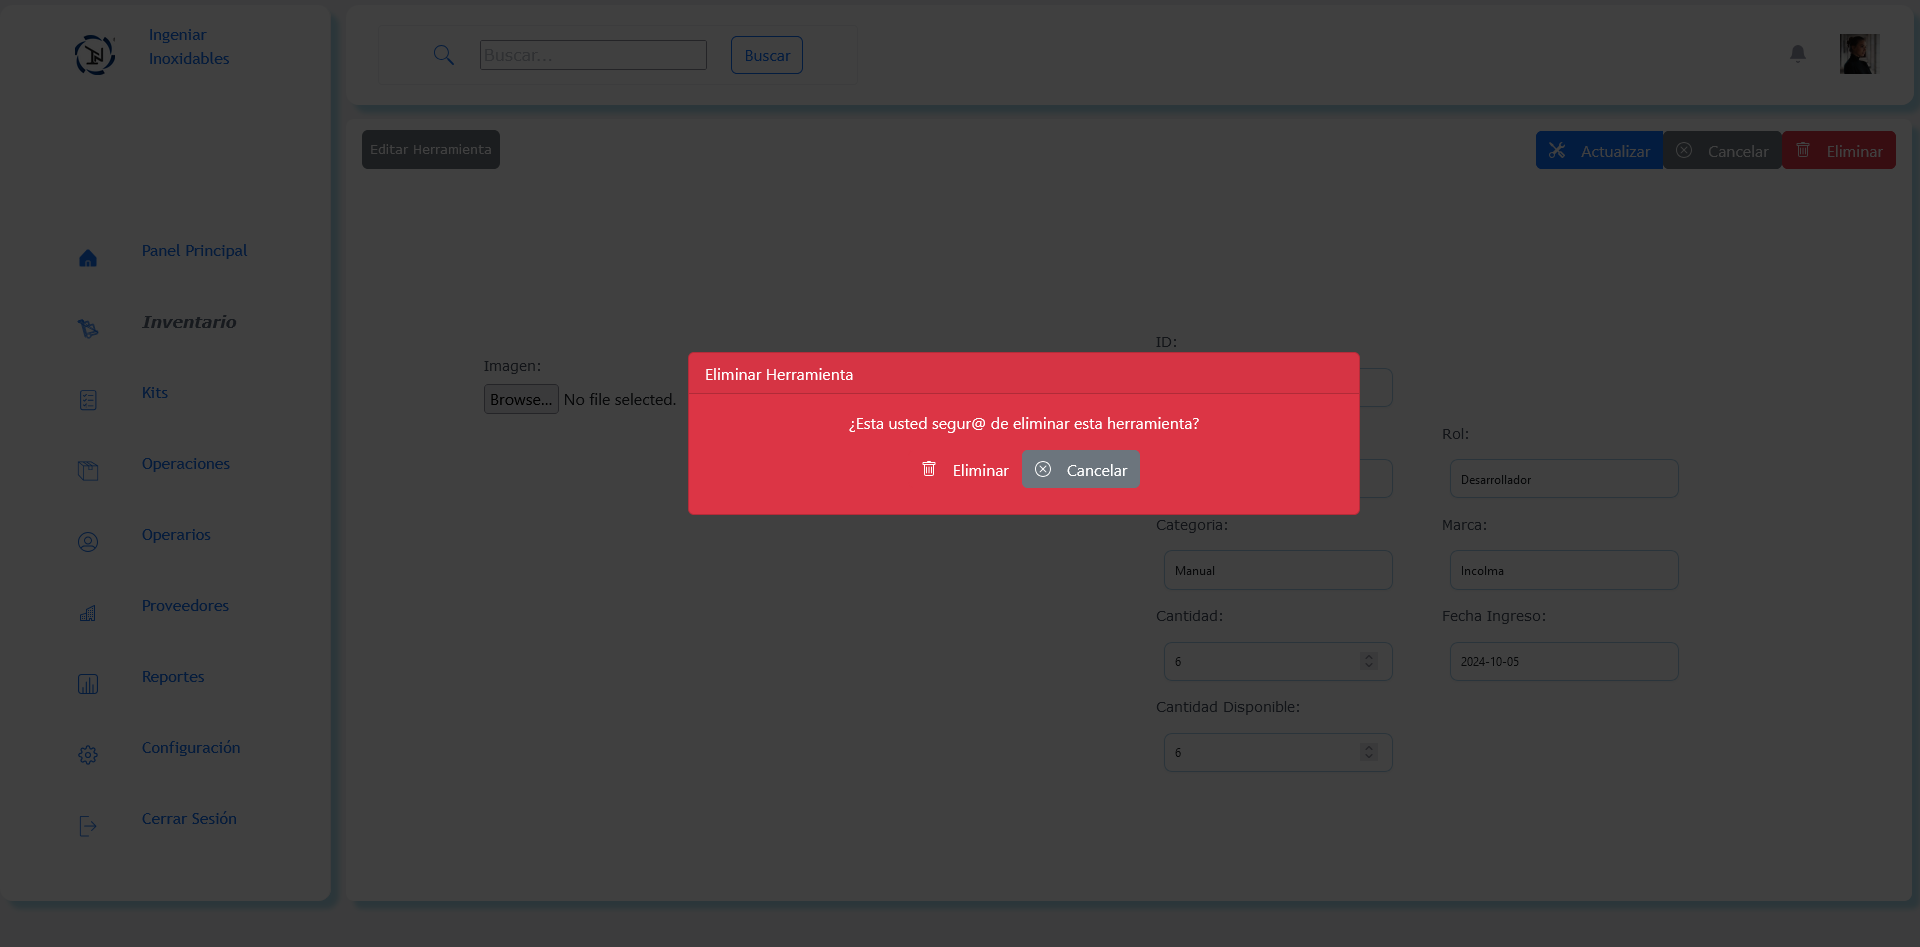 Ingeniar
Inoxidables
Buscar...
Buscar
Editar Herramienta
Actualizar
Cancelar
Eliminar
Panel Principal
Inventario
Kits
Operaciones
Operarios
Proveedores
Reportes
Configuración
Cerrar Sesión
Imagen:
Browse... No file selected.
Eliminar Herramienta
¿Esta usted segur@ de eliminar esta herramienta?
Eliminar
Cancelar
ID:
Rol:
Desarrollador
Categoria:
Marca:
Manual
Incolma
Cantidad:
Fecha Ingreso:
6
2024-10-05
Cantidad Disponible:
6